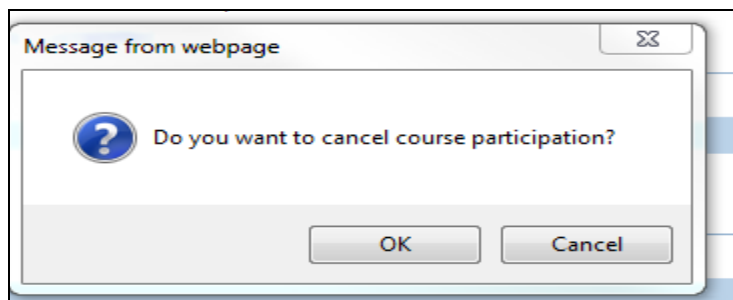 Message from webpage
Do you want to cancel course participation?
OK
Cancel